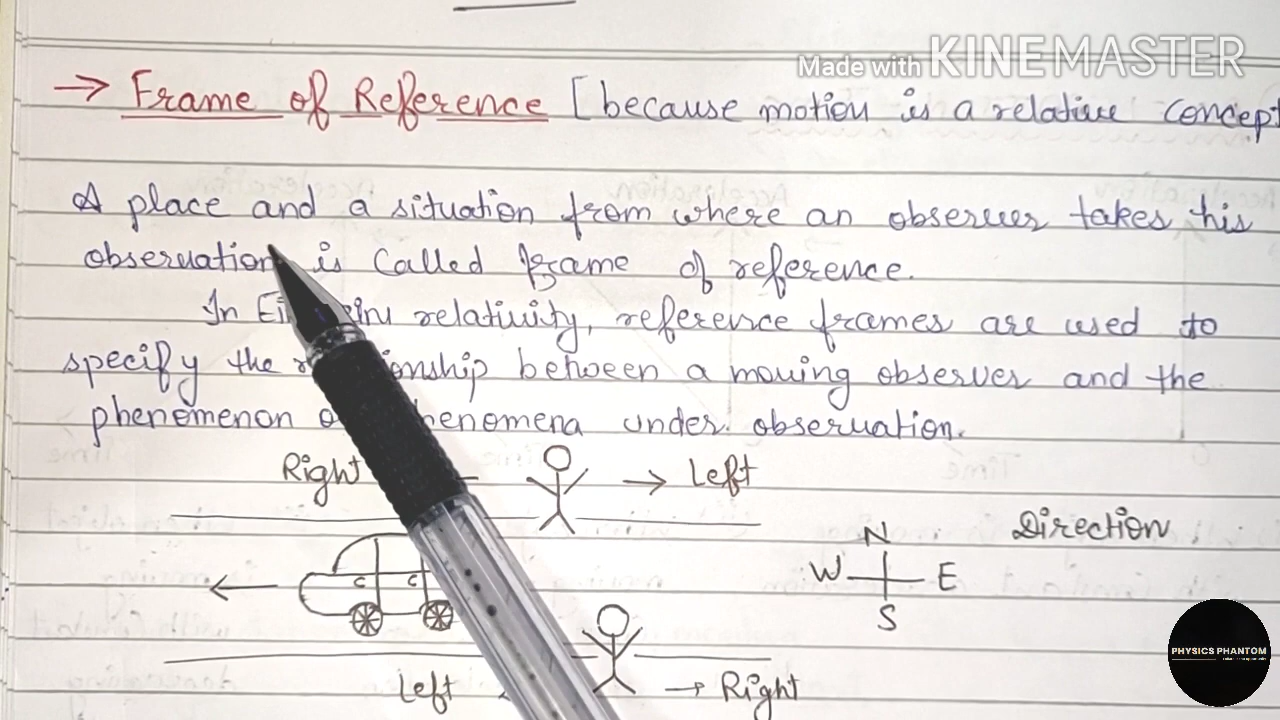 Made with KINEMASTER
→ Frame of Reference [because motion is a relative concept
A place and a situation from where an observer takes his
observation is called frame of reference.
In relativity, reference frames are used to
specify the between a moving observer and the
phenomenon phenomena under observation.
Right → Left
Direction
N
W E
S
c c
←
Left → Right
PHYSICS PHANTOM